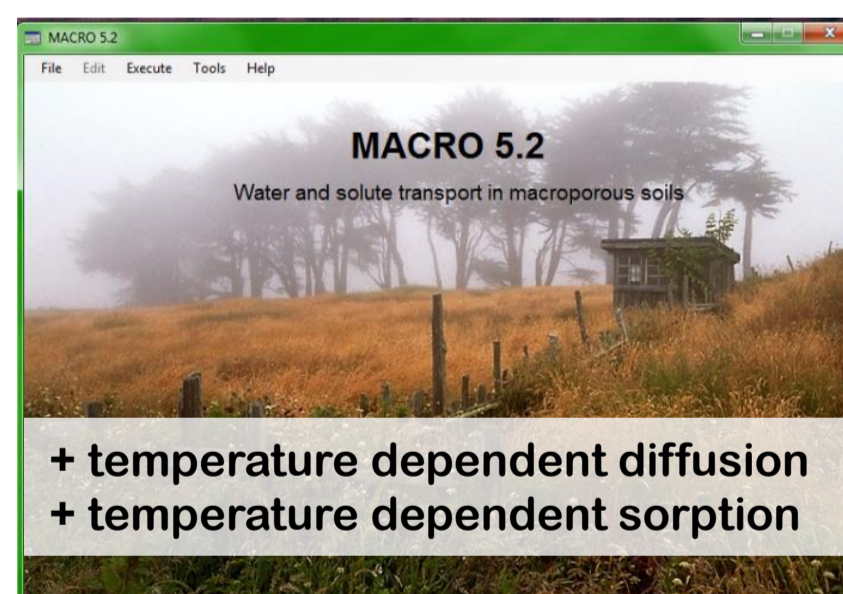 MACRO 5.2
File Edit Execute Tools Help
MACRO 5.2
Water and solute transport in macroporous soils
+ temperature dependent diffusion
+ temperature dependent sorption